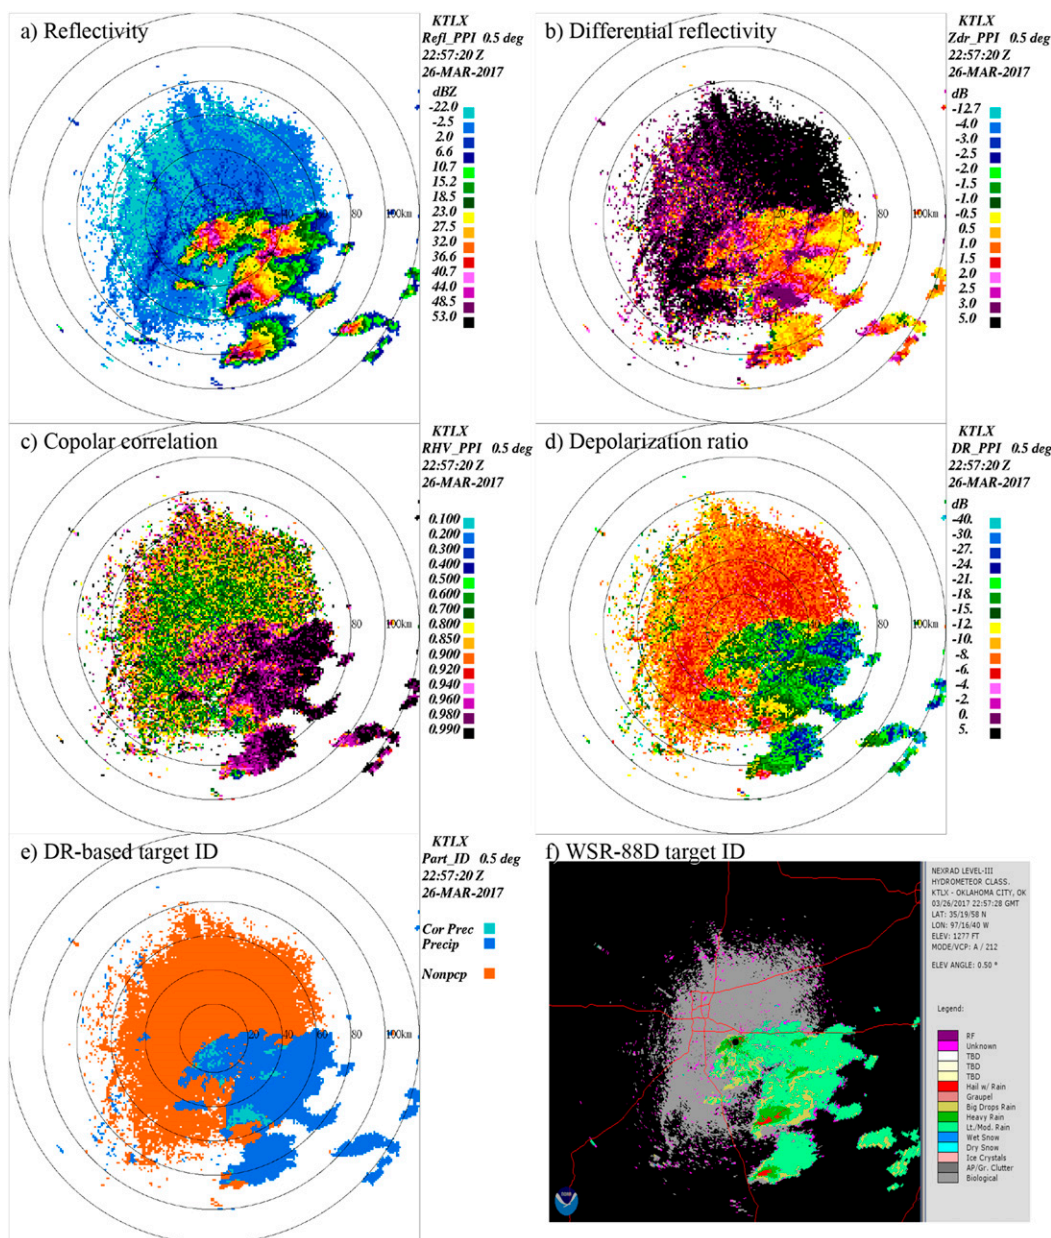 a) Reflectivity
KTLX
Refl_PPI 0.5 deg
22:57:20 Z
26-MAR-2017
dBZ
-22.0
-2.5
2.0
6.6
10.7
15.2
18.5
23.0
27.5
32.0
36.6
40.7
44.0
48.5
53.0
40
80
100km
b) Differential reflectivity
KTLX
Zdr_PPI 0.5 deg
22:57:20 Z
26-MAR-2017
dB
-12.7
-4.0
-3.0
-2.5
-2.0
-1.5
-1.0
-0.5
0.5
1.0
1.5
2.0
2.5
3.0
5.0
80
100km
c) Copolar correlation
KTLX
RHV_PPI 0.5 deg
22:57:20 Z
26-MAR-2017
0.100
0.200
0.300
0.400
0.500
0.600
0.700
0.800
0.850
0.900
0.920
0.940
0.960
0.980
0.990
80
100km
d) Depolarization ratio
KTLX
DR_PPI 0.5 deg
22:57:20 Z
26-MAR-2017
dB
-40.
-30.
-27.
-24.
-21.
-18.
-15.
-12.
-10.
-8.
-6.
-4.
-2.
0.
5.
80
100km
e) DR-based target ID
KTLX
Part_ID 0.5 deg
22:57:20 Z
26-MAR-2017
Cor Prec
Precip
Nonpcp
20
40
60
80
100km
f) WSR-88D target ID
NEXRAD LEVEL-III
HYDROMETEOR CLASS.
KTLX - OKLAHOMA CITY, OK
03/26/2017 22:57:28 GMT
LAT: 35/19/58 N
LON: 97/16/40 W
ELEV: 1277 FT
MODE/VCP: A / 212
ELEV ANGLE: 0.50 °
Legend:
RF
Unknown
TBD
TBD
TBD
Hail w/ Rain
Graupel
Big Drops Rain
Heavy Rain
Lt./Mod. Rain
Wet Snow
Dry Snow
Ice Crystals
AP/Gr. Clutter
Biological